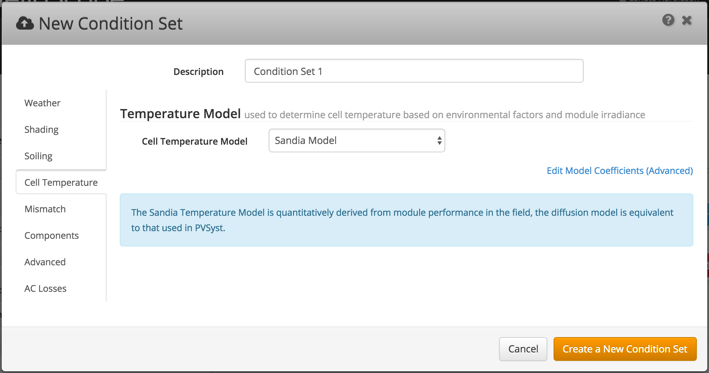 New Condition Set
Description
Condition Set 1
Weather
Shading
Soiling
Cell Temperature
Mismatch
Components
Advanced
AC Losses
Temperature Model used to determine cell temperature based on environmental factors and module irradiance
Cell Temperature Model
Sandia Model
Edit Model Coefficients (Advanced)
The Sandia Temperature Model is quantitatively derived from module performance in the field, the diffusion model is equivalent
to that used in PVSyst.
Cancel
Create a New Condition Set